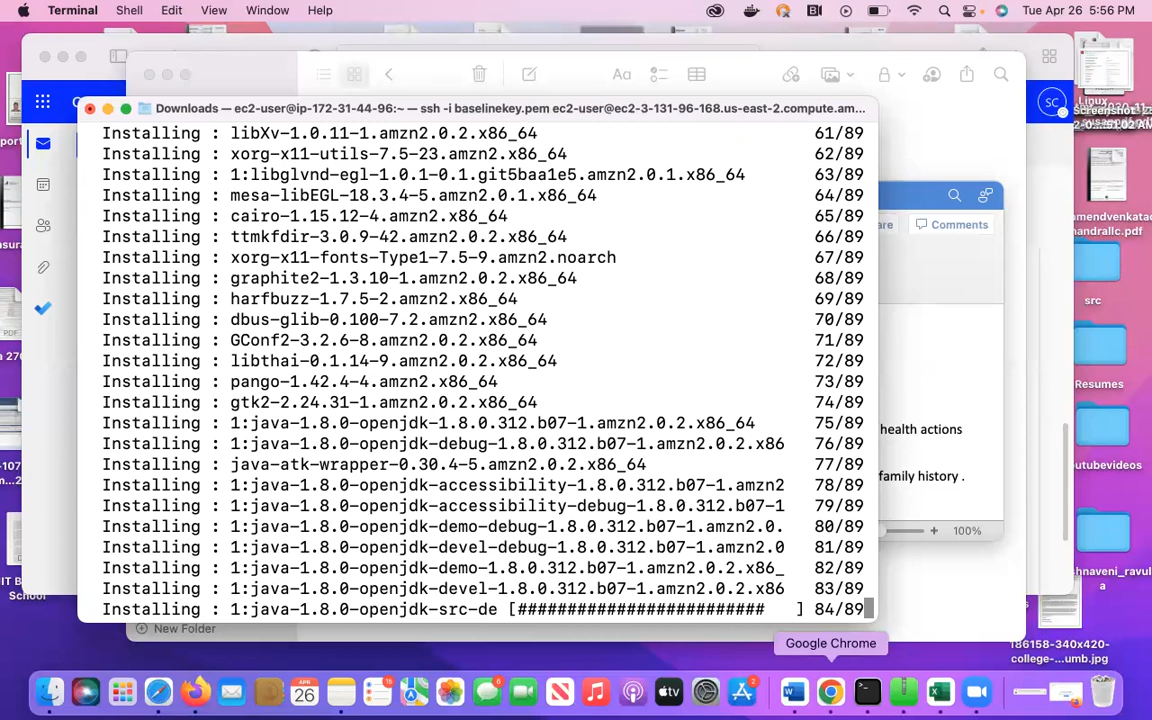 Terminal Shell Edit View Window Help Tue Apr 26 5:56 PM
Downloads — ec2-user@ip-172-31-44-96:~ — ssh -i baselinekey.pem ec2-user@ec2-3-131-96-168.us-east-2.compute.am...
Installing : libXv-1.0.11-1.amzn2.0.2.x86_64 61/89
Installing : xorg-x11-utils-7.5-23.amzn2.x86_64 62/89
Installing : 1:libglvnd-egl-1.0.1-0.1.git5baa1e5.amzn2.0.1.x86_64 63/89
Installing : mesa-libEGL-18.3.4-5.amzn2.0.1.x86_64 64/89
Installing : cairo-1.15.12-4.amzn2.x86_64 65/89
Installing : ttmkfdir-3.0.9-42.amzn2.0.2.x86_64 66/89
Installing : xorg-x11-fonts-Type1-7.5-9.amzn2.noarch 67/89
Installing : graphite2-1.3.10-1.amzn2.0.2.x86_64 68/89
Installing : harfbuzz-1.7.5-2.amzn2.x86_64 69/89
Installing : dbus-glib-0.100-7.2.amzn2.x86_64 70/89
Installing : GConf2-3.2.6-8.amzn2.0.2.x86_64 71/89
Installing : libthai-0.1.14-9.amzn2.0.2.x86_64 72/89
Installing : pango-1.42.4-4.amzn2.x86_64 73/89
Installing : gtk2-2.24.31-1.amzn2.0.2.x86_64 74/89
Installing : 1:java-1.8.0-openjdk-1.8.0.312.b07-1.amzn2.0.2.x86_64 75/89
Installing : 1:java-1.8.0-openjdk-debug-1.8.0.312.b07-1.amzn2.0.2.x86 76/89
Installing : java-atk-wrapper-0.30.4-5.amzn2.0.2.x86_64 77/89
Installing : 1:java-1.8.0-openjdk-accessibility-1.8.0.312.b07-1.amzn2 78/89
Installing : 1:java-1.8.0-openjdk-accessibility-debug-1.8.0.312.b07-1 79/89
Installing : 1:java-1.8.0-openjdk-demo-debug-1.8.0.312.b07-1.amzn2.0. 80/89
Installing : 1:java-1.8.0-openjdk-devel-debug-1.8.0.312.b07-1.amzn2.0 81/89
Installing : 1:java-1.8.0-openjdk-demo-1.8.0.312.b07-1.amzn2.0.2.x86_ 82/89
Installing : 1:java-1.8.0-openjdk-devel-1.8.0.312.b07-1.amzn2.0.2.x86 83/89
Installing : 1:java-1.8.0-openjdk-src-de [######################### ] 84/89
New Folder
Google Chrome
SC
Comments
health actions
family history .
100%
Linux
src
Resumes
utubevideos
186158-340x420-
college-...umb.jpg
APR
26